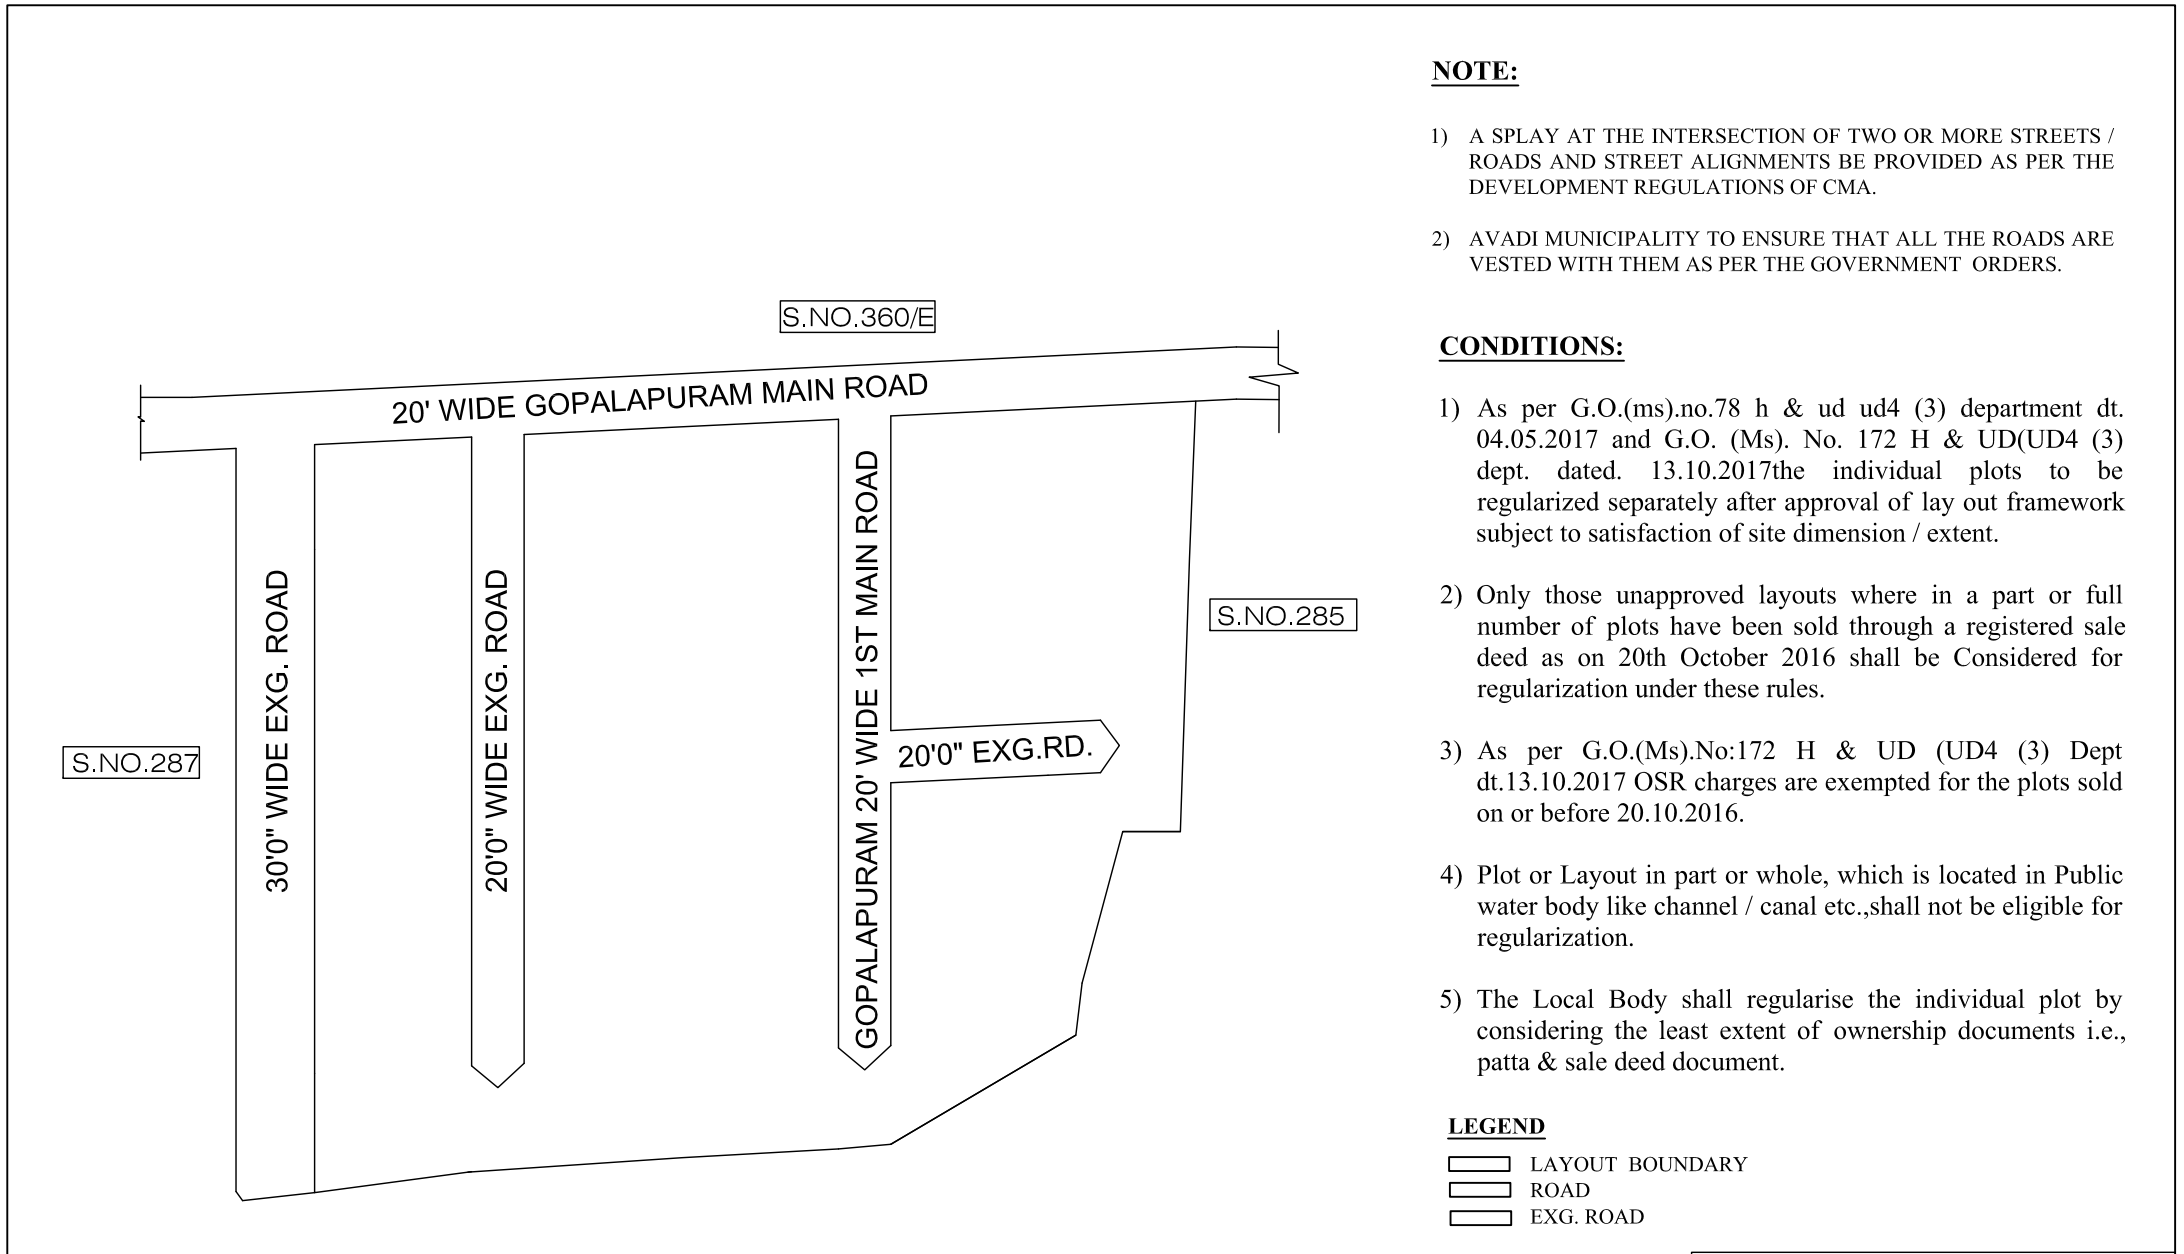 S.NO.360/E
20' WIDE GOPALAPURAM MAIN ROAD
30'0" WIDE EXG. ROAD
20'0" WIDE EXG. ROAD
GOPALAPURAM 20' WIDE 1ST MAIN ROAD
20'0" EXG.RD.
S.NO.285
S.NO.287
NOTE:
1) A SPLAY AT THE INTERSECTION OF TWO OR MORE STREETS /
ROADS AND STREET ALIGNMENTS BE PROVIDED AS PER THE
DEVELOPMENT REGULATIONS OF CMA.
2) AVADI MUNICIPALITY TO ENSURE THAT ALL THE ROADS ARE
VESTED WITH THEM AS PER THE GOVERNMENT ORDERS.
CONDITIONS:
1) As per G.O.(ms).no.78 h & ud ud4 (3) department dt.
04.05.2017 and G.O. (Ms). No. 172 H & UD(UD4 (3)
dept. dated. 13.10.2017the individual plots to be
regularized separately after approval of lay out framework
subject to satisfaction of site dimension / extent.
2) Only those unapproved layouts where in a part or full
number of plots have been sold through a registered sale
deed as on 20th October 2016 shall be Considered for
regularization under these rules.
3) As per G.O.(Ms).No:172 H & UD (UD4 (3) Dept
dt.13.10.2017 OSR charges are exempted for the plots sold
on or before 20.10.2016.
4) Plot or Layout in part or whole, which is located in Public
water body like channel / canal etc.,shall not be eligible for
regularization.
5) The Local Body shall regularise the individual plot by
considering the least extent of ownership documents i.e.,
patta & sale deed document.
LEGEND
LAYOUT BOUNDARY
ROAD
EXG. ROAD